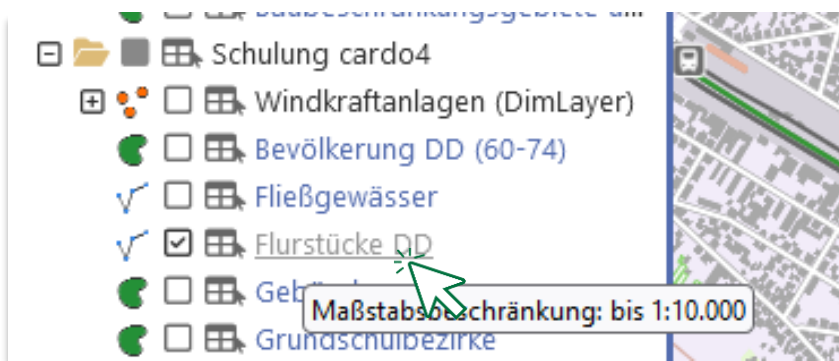 Schulung cardo4
Windkraftanlagen (DimLayer)
Bevölkerung DD (60-74)
Fließgewässer
Flurstücke DD
Maßstabsbeschränkung: bis 1:10.000
Grundschulbezirke